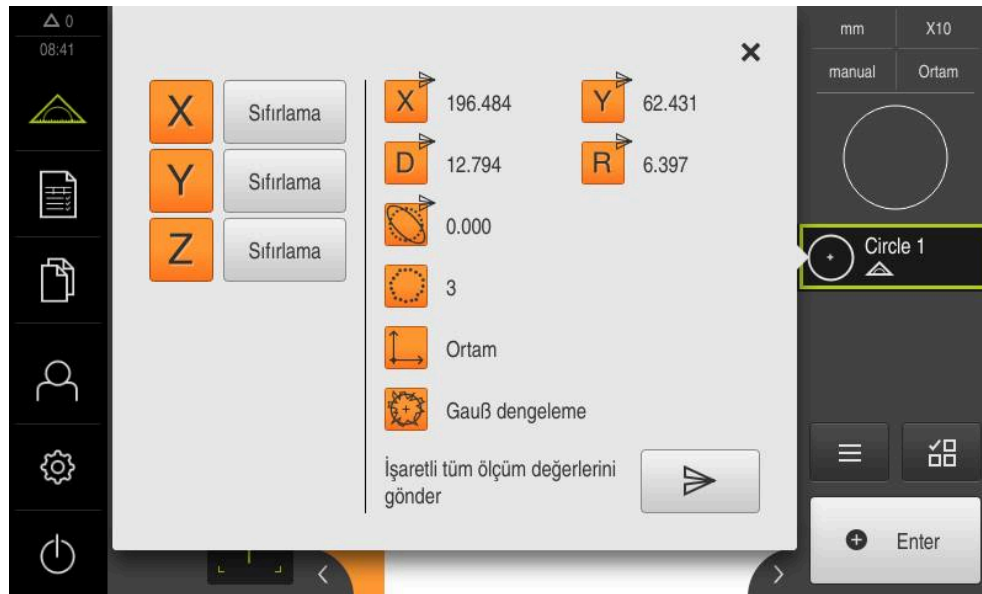 0
08:41
X Sıfırlama
Y Sıfırlama
Z Sıfırlama
X 196.484 Y 62.431
D 12.794 R 6.397
0.000
3
Ortam
Gauß dengeleme
İşaretli tüm ölçüm değerlerini
gönder
mm X10
manual Ortam
Circle 1
Enter